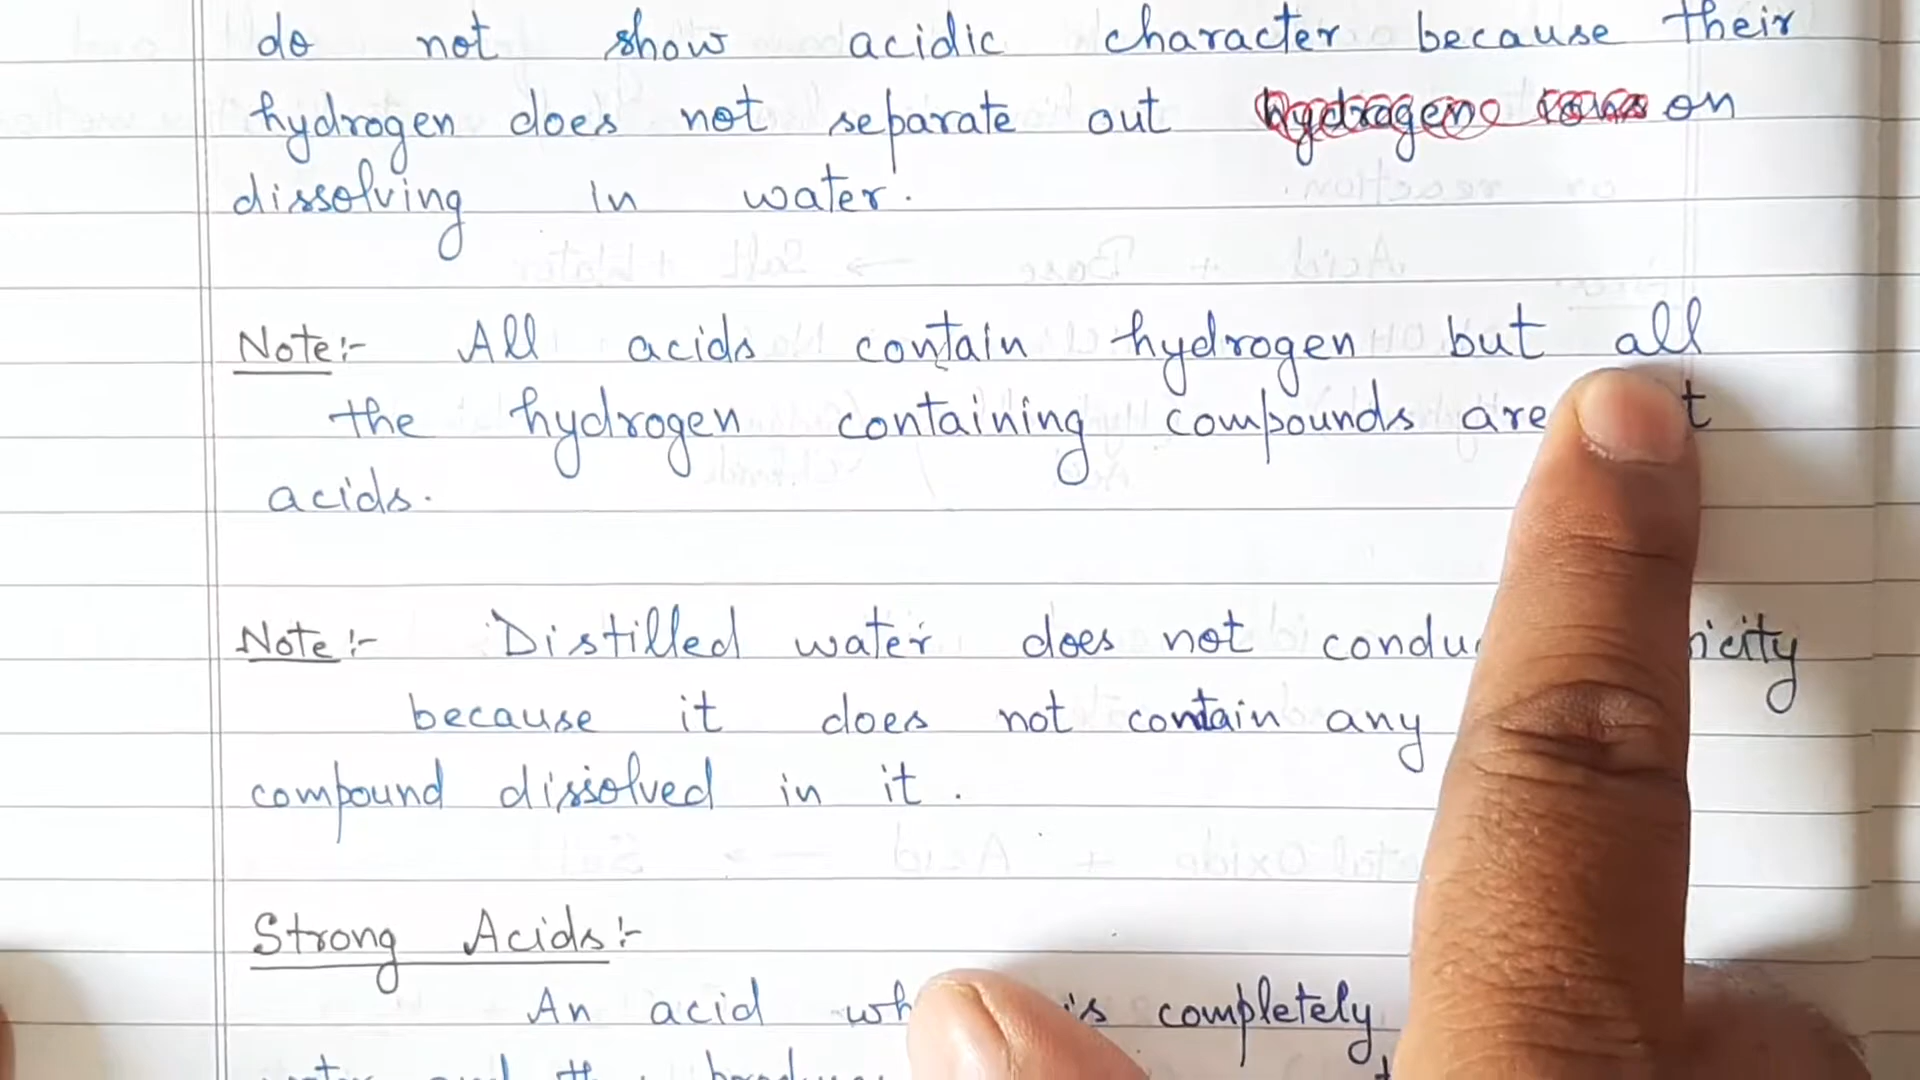 do not show acidic character because their
hydrogen does not separate out on
dissolving in water.
Note:- All acids contain hydrogen but all
the hydrogen containing compounds are
acids.
Note:- Distilled water does not
because it does not contain any
compound dissolved in it.
Strong Acids:-
An acid is completely